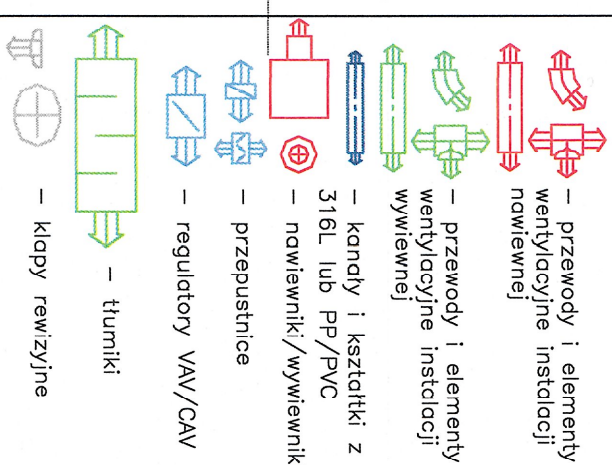 – przewody i elementy
wentylacyjne instalacji
nawiewnej
– przewody i elementy
wentylacyjne instalacji
wywiewnej
– kanały i kształtki z
316L lub PP/PVC
– nawiewniki/wywiewnik
– przepustnice
– regulatory VAV/CAV
– tłumiki
– klapy rewizyjne